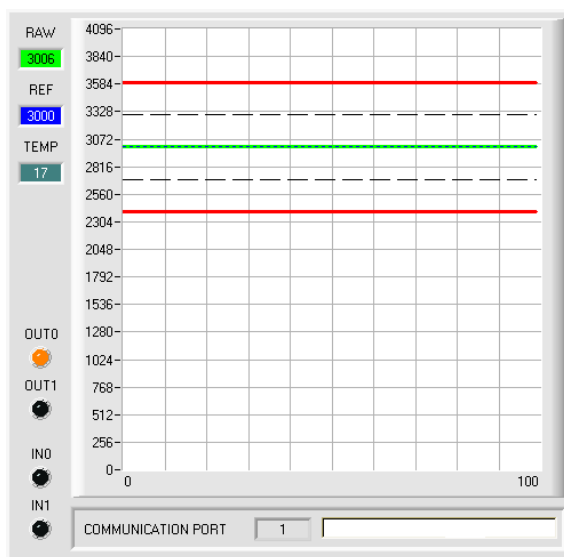 RAW
3006
REF
3000
TEMP
17
OUT0
OUT1
IN0
IN1
4096
3840
3584
3328
3072
2816
2560
2304
2048
1792
1536
1280
1024
768
512
256
0
0 100
COMMUNICATION PORT 1